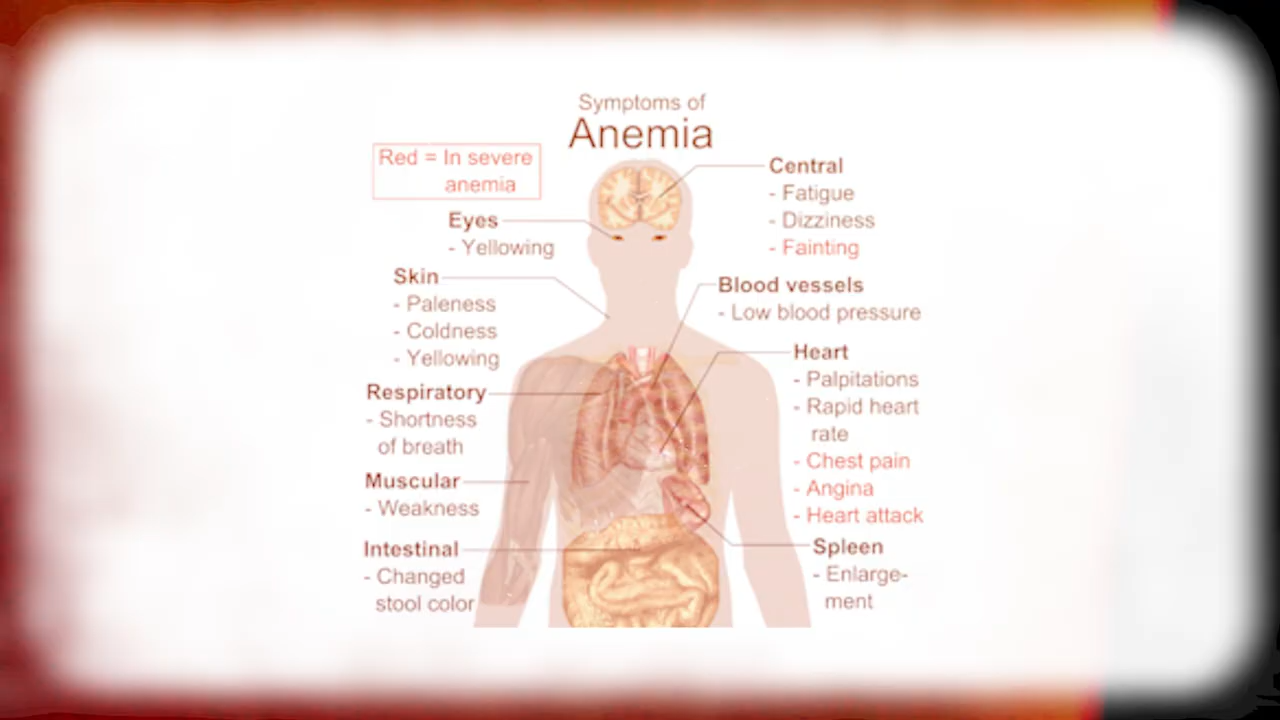 Symptoms of
Anemia
Red = In severe
anemia
Eyes
- Yellowing
Skin
- Paleness
- Coldness
- Yellowing
Respiratory
- Shortness
of breath
Muscular
- Weakness
Intestinal
- Changed
stool color
Central
- Fatigue
- Dizziness
- Fainting
Blood vessels
- Low blood pressure
Heart
- Palpitations
- Rapid heart
rate
- Chest pain
- Angina
- Heart attack
Spleen
- Enlarge-
ment